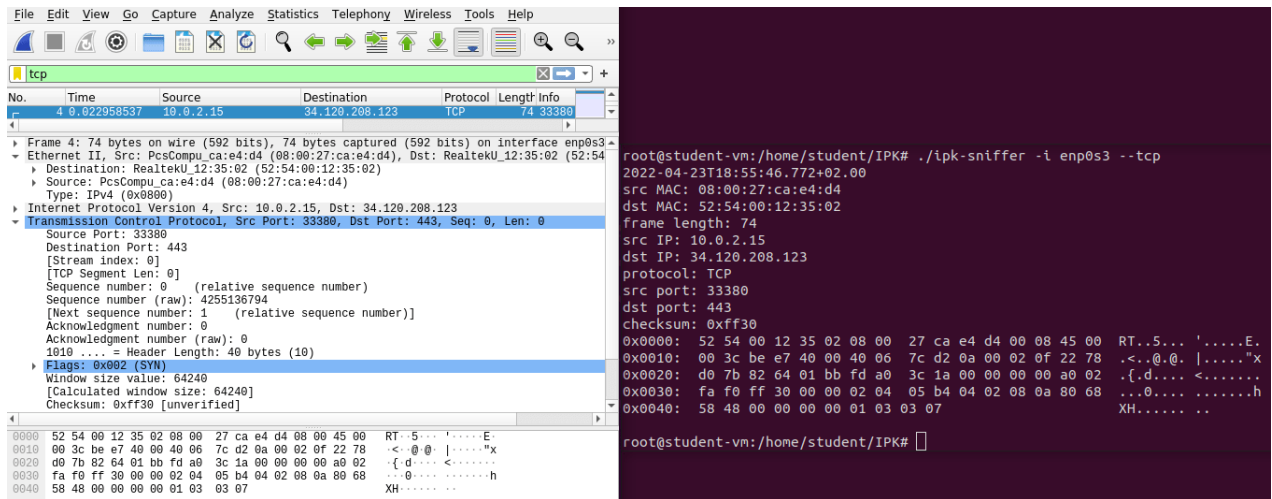 File Edit View Go Capture Analyze Statistics Telephony Wireless Tools Help
tcp
No. Time Source Destination Protocol Length Info
4 0.022958537 10.0.2.15 34.120.208.123 TCP 74 33380
Frame 4: 74 bytes on wire (592 bits), 74 bytes captured (592 bits) on interface enp0s3
Ethernet II, Src: PcsCompu_ca:e4:d4 (08:00:27:ca:e4:d4), Dst: RealtekU_12:35:02 (52:54
Destination: RealtekU_12:35:02 (52:54:00:12:35:02)
Source: PcsCompu_ca:e4:d4 (08:00:27:ca:e4:d4)
Type: IPv4 (0x0800)
Internet Protocol Version 4, Src: 10.0.2.15, Dst: 34.120.208.123
Transmission Control Protocol, Src Port: 33380, Dst Port: 443, Seq: 0, Len: 0
Source Port: 33380
Destination Port: 443
[Stream index: 0]
[TCP Segment Len: 0]
Sequence number: 0 (relative sequence number)
Sequence number (raw): 4255136794
[Next sequence number: 1 (relative sequence number)]
Acknowledgment number: 0
Acknowledgment number (raw): 0
1010 .... = Header Length: 40 bytes (10)
Flags: 0x002 (SYN)
Window size value: 64240
[Calculated window size: 64240]
Checksum: 0xff30 [unverified]
0000 52 54 00 12 35 02 08 00 27 ca e4 d4 08 00 45 00 RT··5··· '·····E·
0010 00 3c be e7 40 00 40 06 7c d2 0a 00 02 0f 22 78 ·<··@·@· |·····"x
0020 d0 7b 82 64 01 bb fd a0 3c 1a 00 00 00 00 a0 02 ·{·d···· <·······
0030 fa f0 ff 30 00 00 02 04 05 b4 04 02 08 0a 80 68 ···0···· ·······h
0040 58 48 00 00 00 00 01 03 03 07 XH······ ··
root@student-vm:/home/student/IPK# ./ipk-sniffer -i enp0s3 --tcp
2022-04-23T18:55:46.772+02.00
src MAC: 08:00:27:ca:e4:d4
dst MAC: 52:54:00:12:35:02
frame length: 74
src IP: 10.0.2.15
dst IP: 34.120.208.123
protocol: TCP
src port: 33380
dst port: 443
checksum: 0xff30
0x0000: 52 54 00 12 35 02 08 00 27 ca e4 d4 00 08 45 00 RT..5... '.....E.
0x0010: 00 3c be e7 40 00 40 06 7c d2 0a 00 02 0f 22 78 .<..@.@. |....."x
0x0020: d0 7b 82 64 01 bb fd a0 3c 1a 00 00 00 00 a0 02 .{.d.... <.......
0x0030: fa f0 ff 30 00 00 02 04 05 b4 04 02 08 0a 80 68 ...0.... .......h
0x0040: 58 48 00 00 00 00 01 03 03 07 XH...... ..
root@student-vm:/home/student/IPK#